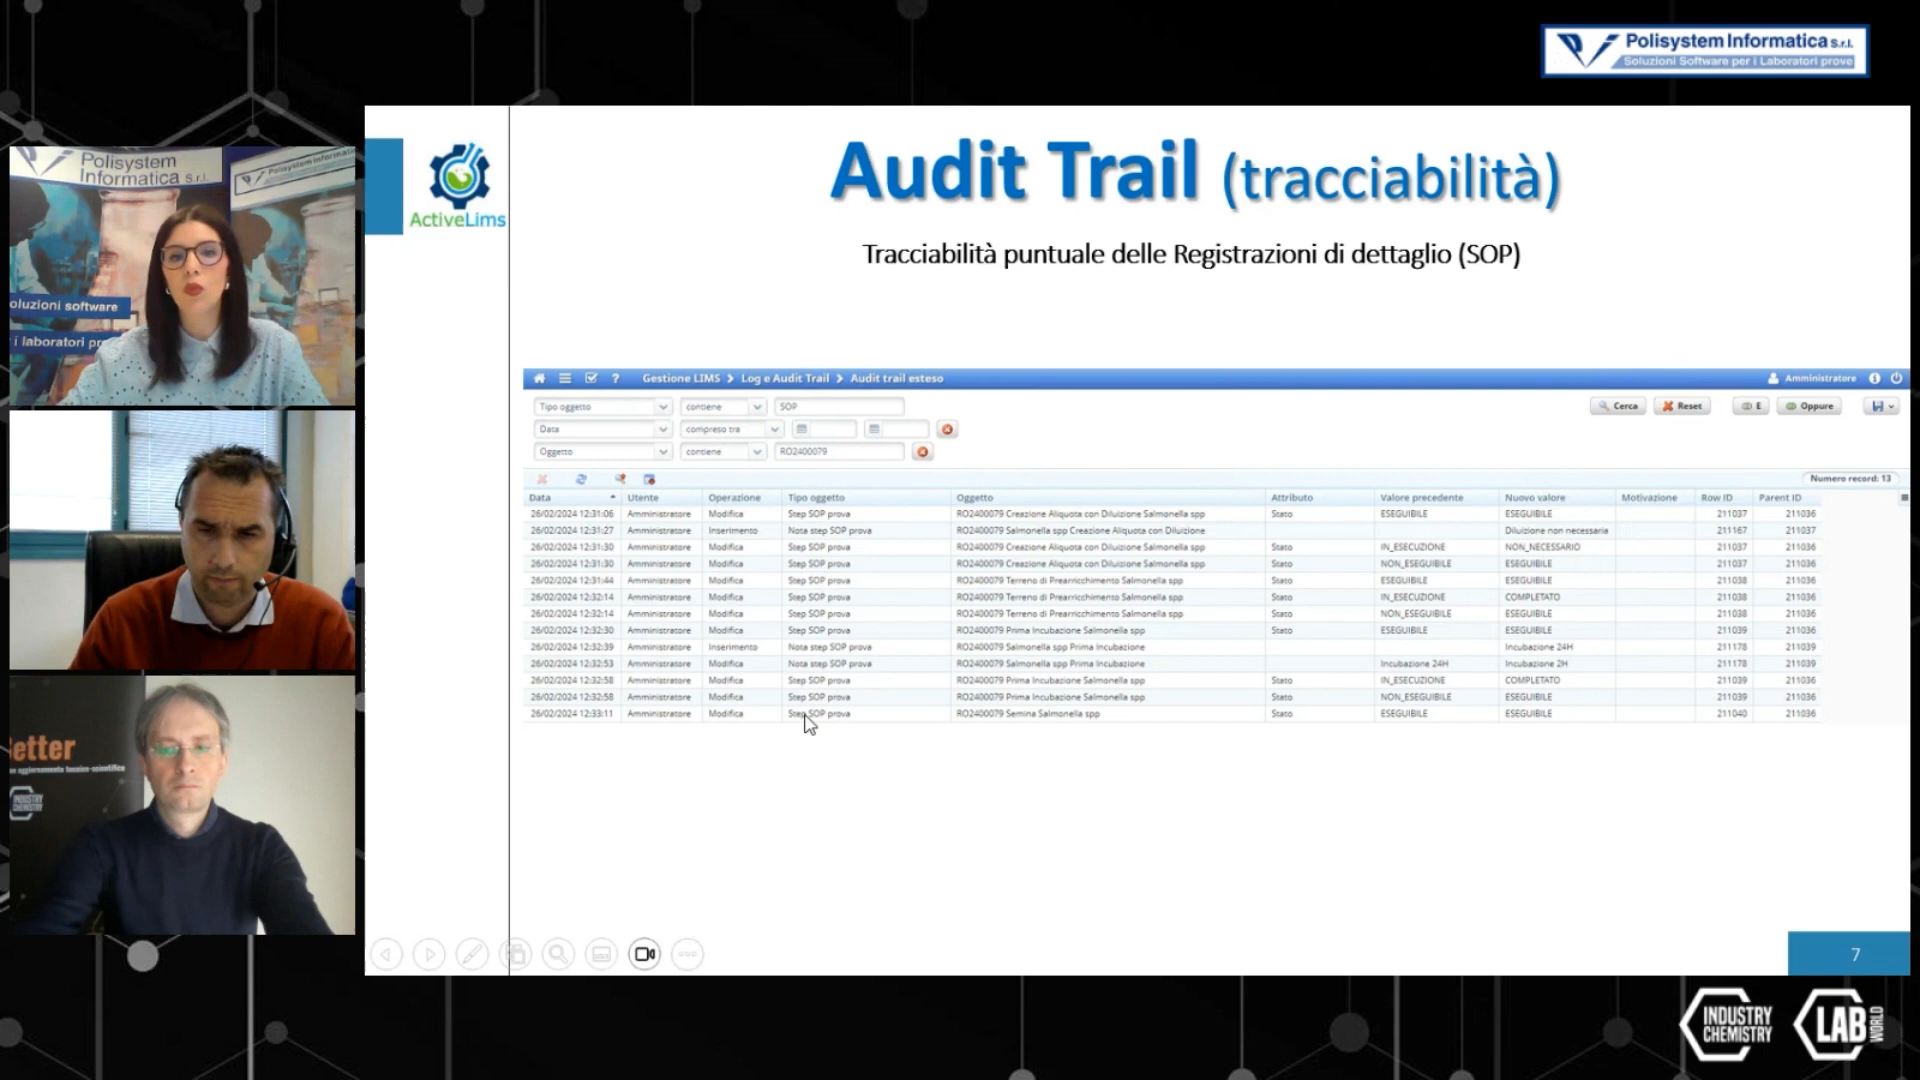 Polisystem Informatica s.r.l.
Soluzioni Software per i Laboratori prove
Polisystem
Informatica s.r.l.
Polisystem Informatica
oluzioni software
i laboratori pr
etter
aggiornamento tecnico-scientifico
INDUSTRY
CHEMISTRY
ActiveLims
Audit Trail (tracciabilità)
Tracciabilità puntuale delle Registrazioni di dettaglio (SOP)
? Gestione LIMS > Log e Audit Trail > Audit trail esteso Amministratore
Tipo oggetto contiene SOP Cerca Reset E Oppure
Data compreso tra
Oggetto contiene RO2400079
Numero record: 13
Data Utente Operazione Tipo oggetto Oggetto Attributo Valore precedente Nuovo valore Motivazione Row ID Parent ID
26/02/2024 12:31:06 Amministratore Modifica Step SOP prova RO2400079 Creazione Aliquota con Diluizione Salmonella spp Stato ESEGUIBILE ESEGUIBILE 211037 211036
26/02/2024 12:31:27 Amministratore Inserimento Nota step SOP prova RO2400079 Salmonella spp Creazione Aliquota con Diluizione Diluizione non necessaria 211167 211037
26/02/2024 12:31:30 Amministratore Modifica Step SOP prova RO2400079 Creazione Aliquota con Diluizione Salmonella spp Stato IN_ESECUZIONE NON_NECESSARIO 211037 211036
26/02/2024 12:31:30 Amministratore Modifica Step SOP prova RO2400079 Creazione Aliquota con Diluizione Salmonella spp Stato NON_ESEGUIBILE ESEGUIBILE 211037 211036
26/02/2024 12:31:44 Amministratore Modifica Step SOP prova RO2400079 Terreno di Prearricchimento Salmonella spp Stato ESEGUIBILE ESEGUIBILE 211038 211036
26/02/2024 12:32:14 Amministratore Modifica Step SOP prova RO2400079 Terreno di Prearricchimento Salmonella spp Stato IN_ESECUZIONE COMPLETATO 211038 211036
26/02/2024 12:32:14 Amministratore Modifica Step SOP prova RO2400079 Terreno di Prearricchimento Salmonella spp Stato NON_ESEGUIBILE ESEGUIBILE 211038 211036
26/02/2024 12:32:30 Amministratore Modifica Step SOP prova RO2400079 Prima Incubazione Salmonella spp Stato ESEGUIBILE ESEGUIBILE 211039 211036
26/02/2024 12:32:39 Amministratore Inserimento Nota step SOP prova RO2400079 Salmonella spp Prima Incubazione Incubazione 24H 211178 211039
26/02/2024 12:32:53 Amministratore Modifica Nota step SOP prova RO2400079 Salmonella spp Prima Incubazione Incubazione 24H Incubazione 2H 211178 211039
26/02/2024 12:32:58 Amministratore Modifica Step SOP prova RO2400079 Prima Incubazione Salmonella spp Stato IN_ESECUZIONE COMPLETATO 211039 211036
26/02/2024 12:32:58 Amministratore Modifica Step SOP prova RO2400079 Prima Incubazione Salmonella spp Stato NON_ESEGUIBILE ESEGUIBILE 211039 211036
26/02/2024 12:33:11 Amministratore Modifica Step SOP prova RO2400079 Semina Salmonella spp Stato ESEGUIBILE ESEGUIBILE 211040 211036
7
INDUSTRY
CHEMISTRY
LAB
WORLD